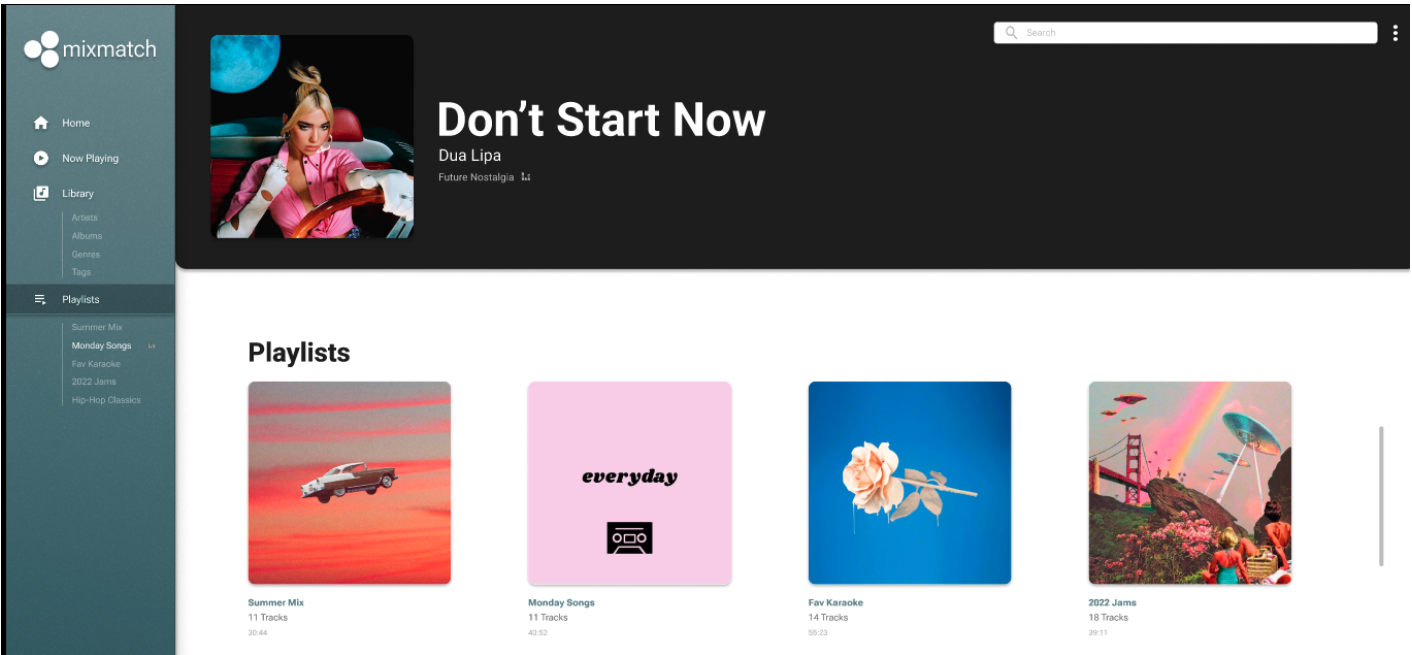 mixmatch
Search
Home
Now Playing
Library
Artists
Albums
Genres
Tags
Playlists
Summer Mix
Monday Songs
Fav Karaoke
2022 Jams
Hip-Hop Classics
Don't Start Now
Dua Lipa
Future Nostalgia
Playlists
everyday
Summer Mix
11 Tracks
30:44
Monday Songs
11 Tracks
40:52
Fav Karaoke
14 Tracks
55:23
2022 Jams
18 Tracks
39:11